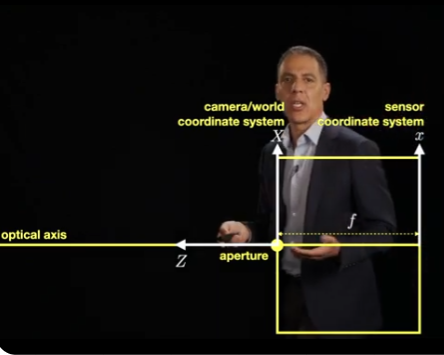 camera/world
coordinate system
sensor
coordinate system
X
x
f
optical axis
Z
aperture